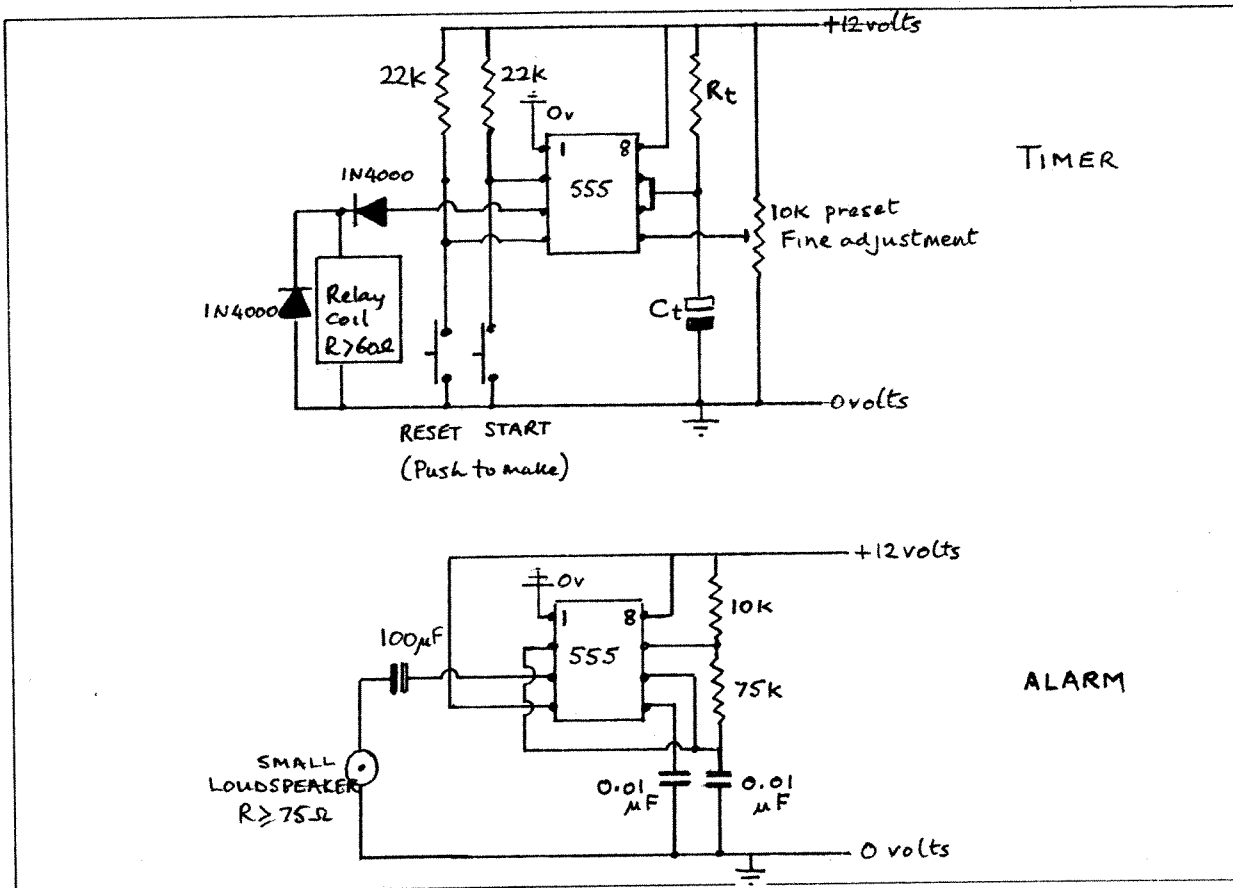 +12 volts
22k
22k
Rt
0v
1
8
555
TIMER
1N4000
10K preset
Fine adjustment
1N4000
Relay
Coil
R>60Ω
Ct
0 volts
RESET START
(Push to make)
+12 volts
0v
1
8
10k
100µF
555
75k
ALARM
SMALL
LOUDSPEAKER
R≥75Ω
0.01
µF
0.01
µF
0 volts